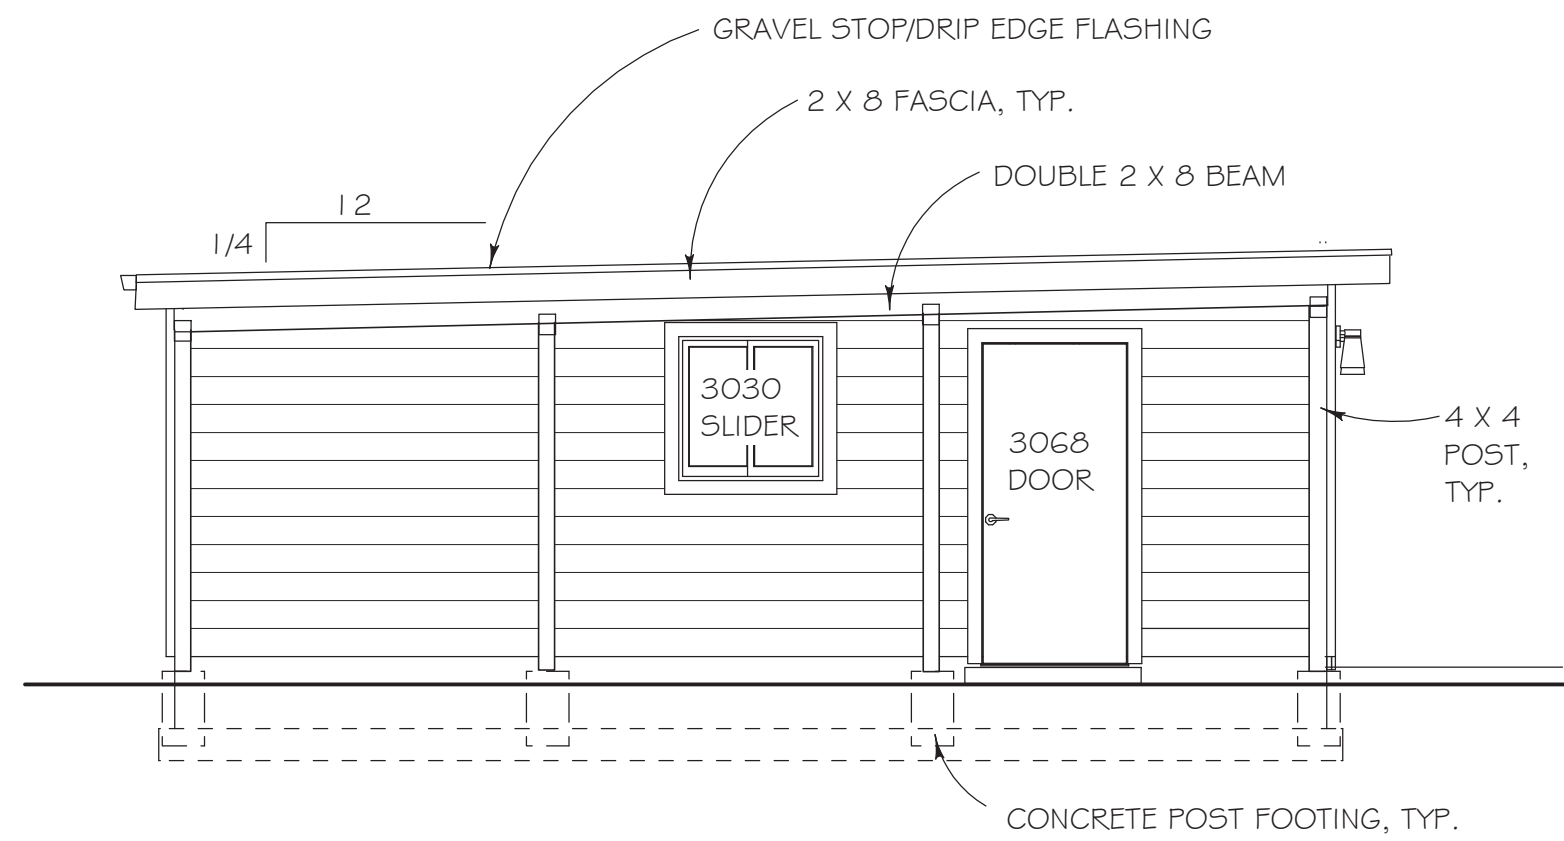 GRAVEL STOP/DRIP EDGE FLASHING
2 X 8 FASCIA, TYP.
DOUBLE 2 X 8 BEAM
12
1/4
3030
SLIDER
3068
DOOR
4 X 4
POST,
TYP.
CONCRETE POST FOOTING, TYP.